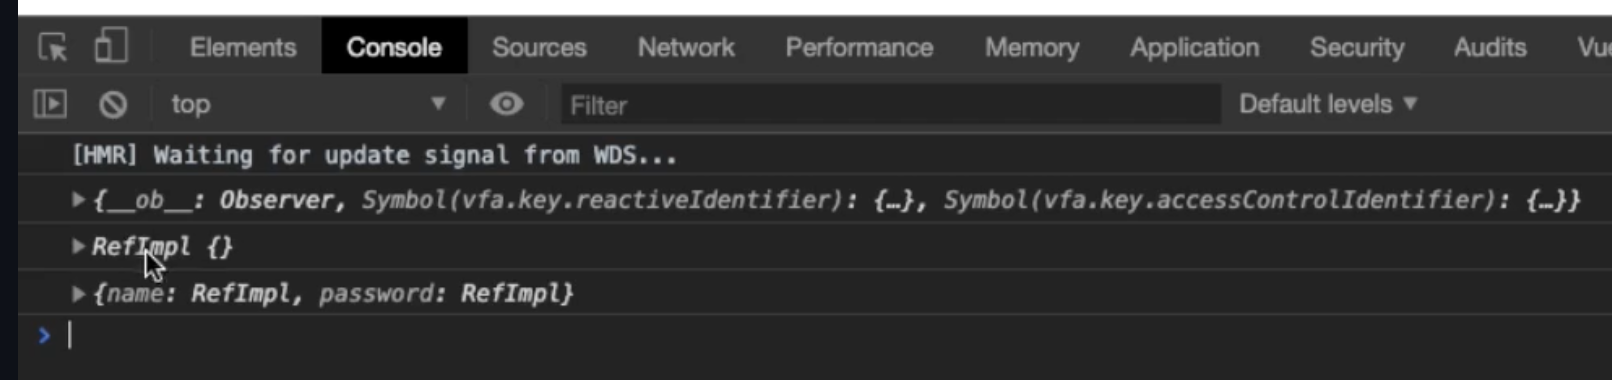 Elements Console Sources Network Performance Memory Application Security Audits Vue
top Filter Default levels
[HMR] Waiting for update signal from WDS...
{__ob__: Observer, Symbol(vfa.key.reactiveIdentifier): {…}, Symbol(vfa.key.accessControlIdentifier): {…}}
RefImpl {}
{name: RefImpl, password: RefImpl}